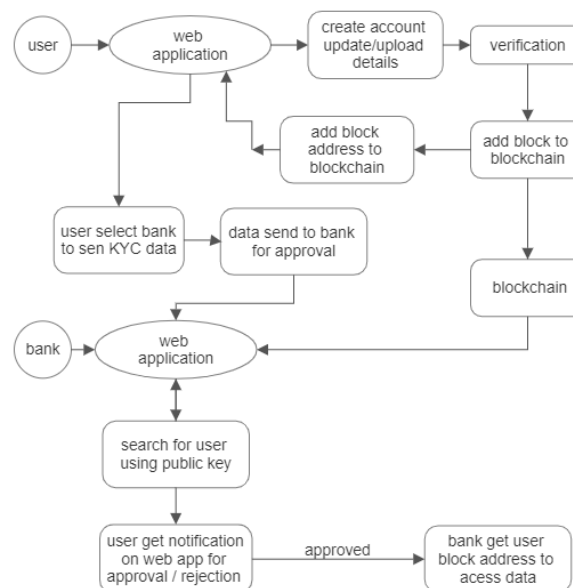 user
web
application
create account
update/upload
details
verification
add block
address to
blockchain
add block to
blockchain
user select bank
to sen KYC data
data send to bank
for approval
blockchain
bank
web
application
search for user
using public key
user get notification
on web app for
approval / rejection
approved
bank get user
block address to
acess data